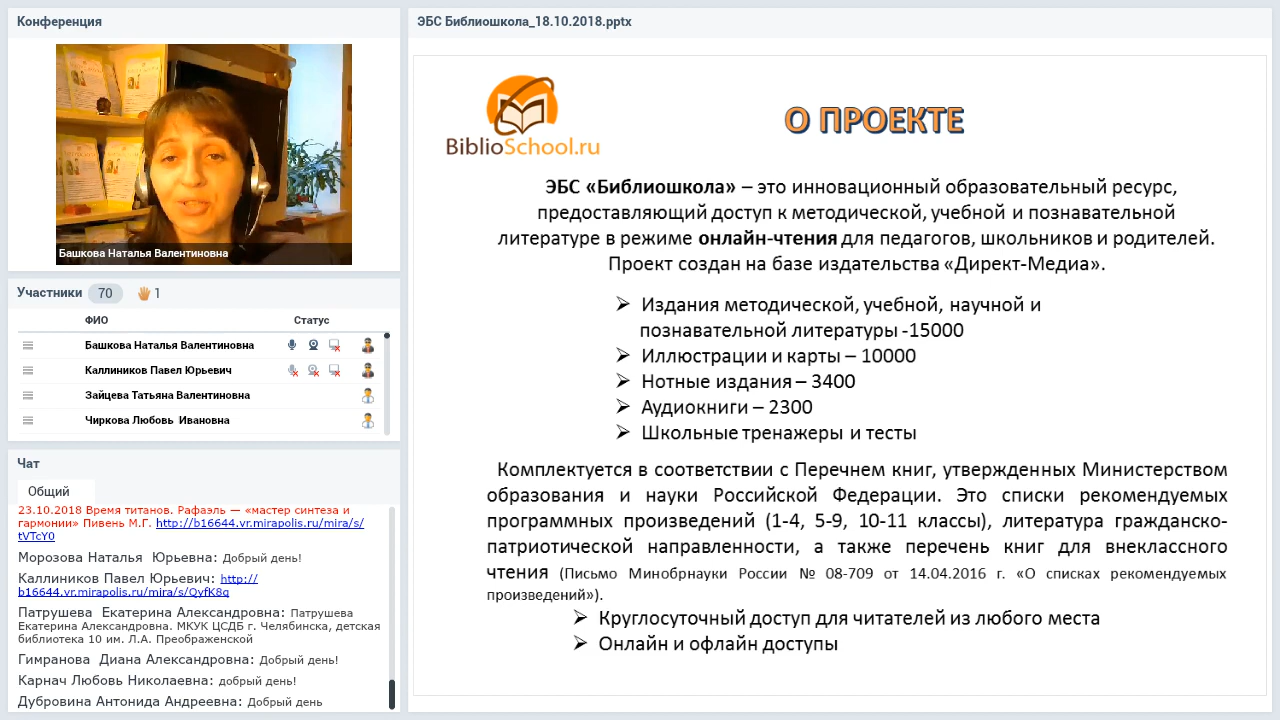 Конференция
Башкова Наталья Валентиновна
Участники 70 1
ФИО Статус
Башкова Наталья Валентиновна
Каллиников Павел Юрьевич
Зайцева Татьяна Валентиновна
Чиркова Любовь Ивановна
Чат
Общий
23.10.2018 Время титанов. Рафаэль — «мастер синтеза и
гармонии» Пивень М.Г. http://b16644.vr.mirapolis.ru/mira/s/
tVTcY0
Морозова Наталья Юрьевна: Добрый день!
Каллиников Павел Юрьевич: http://
b16644.vr.mirapolis.ru/mira/s/QyfK8q
Патрушева Екатерина Александровна: Патрушева
Екатерина Александровна. МКУК ЦСДБ г. Челябинска, детская
библиотека 10 им. Л.А. Преображенской
Гимранова Диана Александровна: Добрый день!
Карнач Любовь Николаевна: добрый день!
Дубровина Антонида Андреевна: Добрый день
ЭБС Библиошкола_18.10.2018.pptx
BiblioSchool.ru
О ПРОЕКТЕ
ЭБС «Библиошкола» – это инновационный образовательный ресурс,
предоставляющий доступ к методической, учебной и познавательной
литературе в режиме онлайн-чтения для педагогов, школьников и родителей.
Проект создан на базе издательства «Директ-Медиа».
➢ Издания методической, учебной, научной и
познавательной литературы -15000
➢ Иллюстрации и карты – 10000
➢ Нотные издания – 3400
➢ Аудиокниги – 2300
➢ Школьные тренажеры и тесты
Комплектуется в соответствии с Перечнем книг, утвержденных Министерством
образования и науки Российской Федерации. Это списки рекомендуемых
программных произведений (1-4, 5-9, 10-11 классы), литература гражданско-
патриотической направленности, а также перечень книг для внеклассного
чтения (Письмо Минобрнауки России № 08-709 от 14.04.2016 г. «О списках рекомендуемых
произведений»).
➢ Круглосуточный доступ для читателей из любого места
➢ Онлайн и офлайн доступы